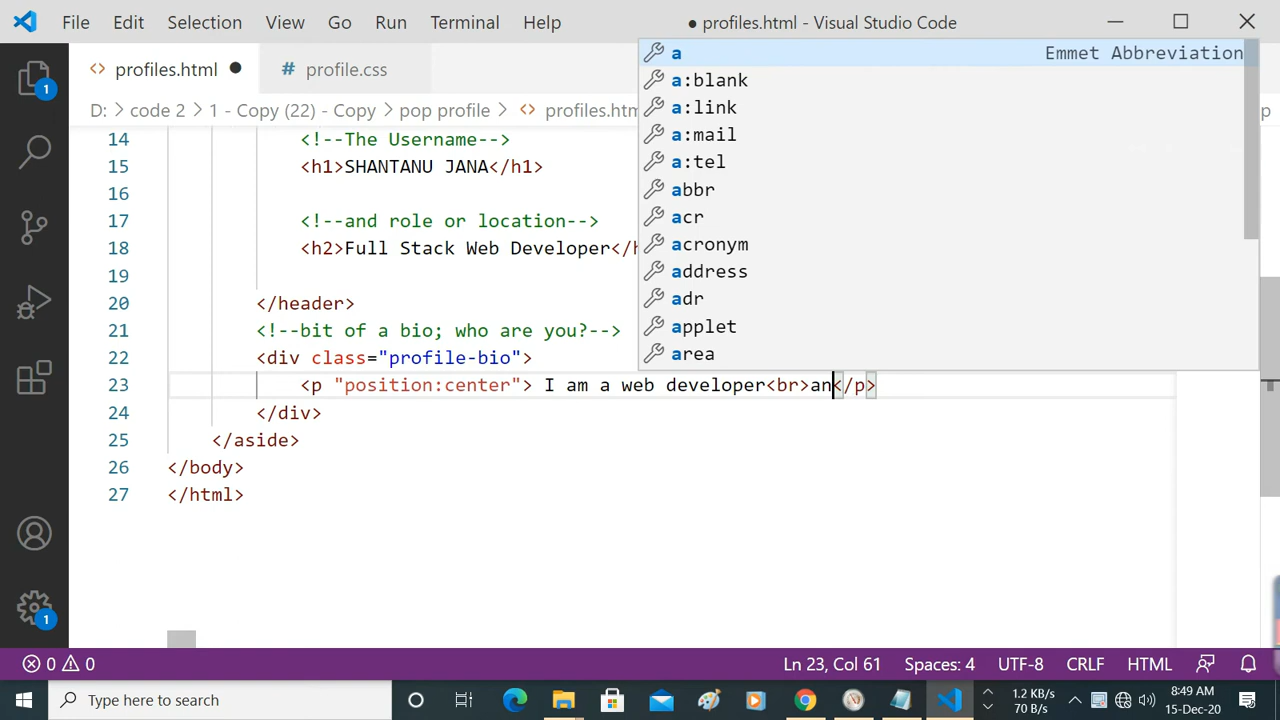 File Edit Selection View Go Run Terminal Help ● profiles.html - Visual Studio Code
<> profiles.html ● # profile.css
D: > code 2 > 1 - Copy (22) - Copy > pop profile > <> profiles.htm
a Emmet Abbreviation
a:blank
a:link
a:mail
a:tel
abbr
acr
acronym
address
adr
applet
area
14 <!--The Username-->
15 <h1>SHANTANU JANA</h1>
16
17 <!--and role or location-->
18 <h2>Full Stack Web Developer</h
19
20 </header>
21 <!--bit of a bio; who are you?-->
22 <div class="profile-bio">
23 <p "position:center"> I am a web developer<br>an</p>
24 </div>
25 </aside>
26 </body>
27 </html>
1
1
0 0 Ln 23, Col 61 Spaces: 4 UTF-8 CRLF HTML
Type here to search
1.2 KB/s
70 B/s
8:49 AM
15-Dec-20